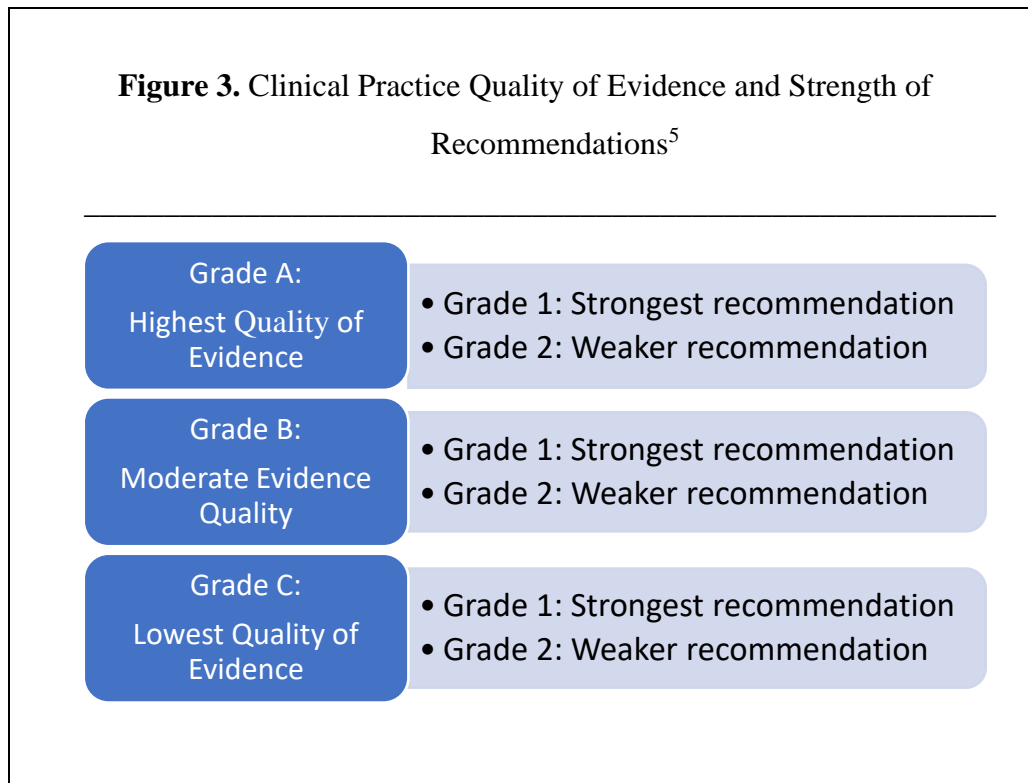 Figure 3. Clinical Practice Quality of Evidence and Strength of
Recommendations⁵
Grade A:
Highest Quality of
Evidence
• Grade 1: Strongest recommendation
• Grade 2: Weaker recommendation
Grade B:
Moderate Evidence
Quality
• Grade 1: Strongest recommendation
• Grade 2: Weaker recommendation
Grade C:
Lowest Quality of
Evidence
• Grade 1: Strongest recommendation
• Grade 2: Weaker recommendation